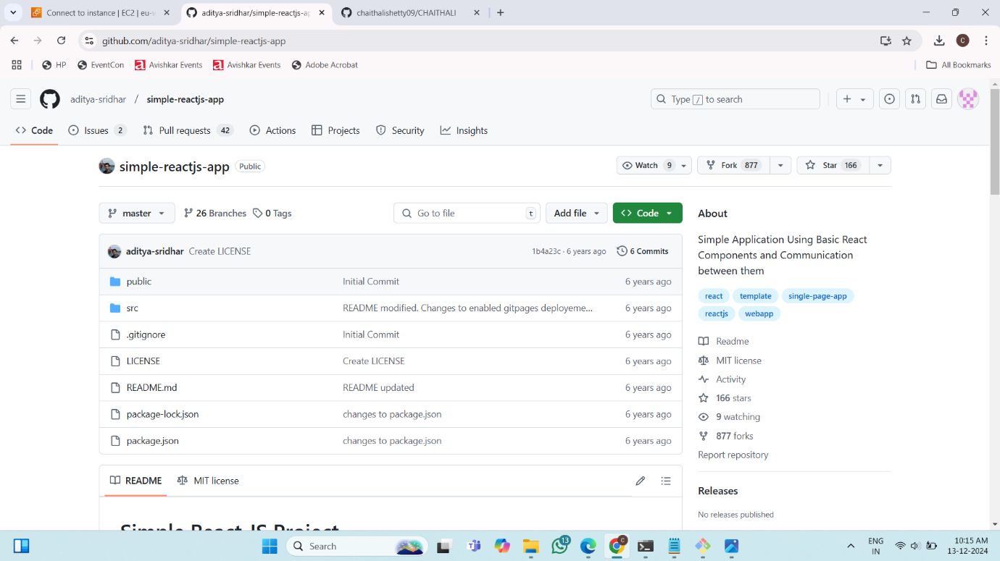 Connect to instance | EC2 | eu-w
aditya-sridhar/simple-reactjs-ap
chaithalishetty09/CHAITHALI
github.com/aditya-sridhar/simple-reactjs-app
C
HP EventCon Avishkar Events Avishkar Events Adobe Acrobat All Bookmarks
aditya-sridhar / simple-reactjs-app Type / to search
Code Issues 2 Pull requests 42 Actions Projects Security Insights
simple-reactjs-app Public Watch 9 Fork 877 Star 166
master 26 Branches 0 Tags Go to file t Add file Code
aditya-sridhar Create LICENSE 1b4a23c · 6 years ago 6 Commits
public Initial Commit 6 years ago
src README modified. Changes to enabled gitpages deployeme... 6 years ago
.gitignore Initial Commit 6 years ago
LICENSE Create LICENSE 6 years ago
README.md README updated 6 years ago
package-lock.json changes to package.json 6 years ago
package.json changes to package.json 6 years ago
README MIT license
Simple React JS Project
About
Simple Application Using Basic React
Components and Communication
between them
react template single-page-app
reactjs webapp
Readme
MIT license
Activity
166 stars
9 watching
877 forks
Report repository
Releases
No releases published
Search
13
C
ENG
IN
10:15 AM
13-12-2024